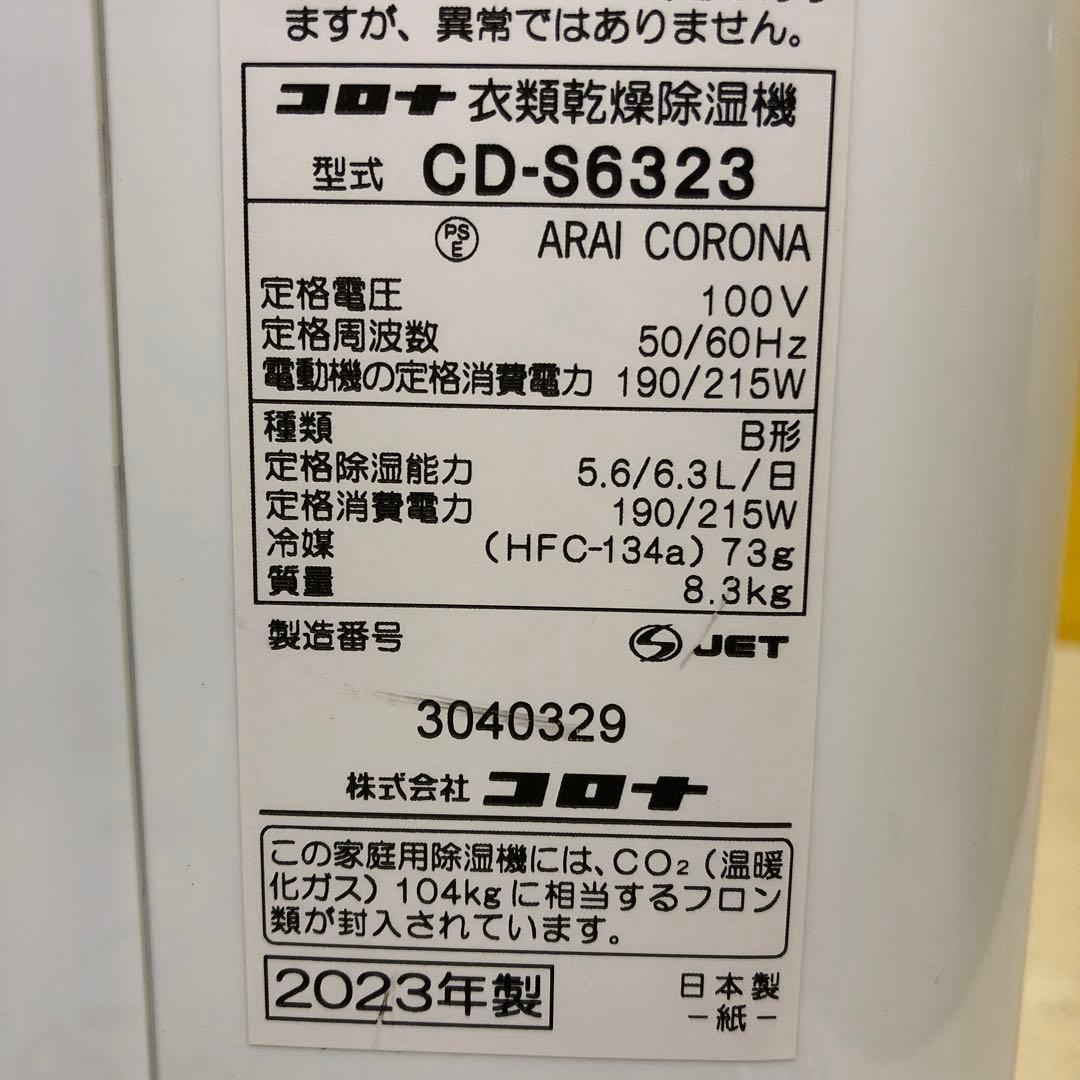 ますが、異常ではありません。
コロナ 衣類乾燥除湿機
型式 CD-S6323
PSE ARAI CORONA
定格電圧 100V
定格周波数 50/60Hz
電動機の定格消費電力 190/215W
種類 B形
定格除湿能力 5.6/6.3L/日
定格消費電力 190/215W
冷媒 (HFC-134a) 73g
質量 8.3kg
製造番号 JET
3040329
株式会社 コロナ
この家庭用除湿機には、CO₂(温暖
化ガス)104kgに相当するフロン
類が封入されています。
2023年製 日本製
-紙-